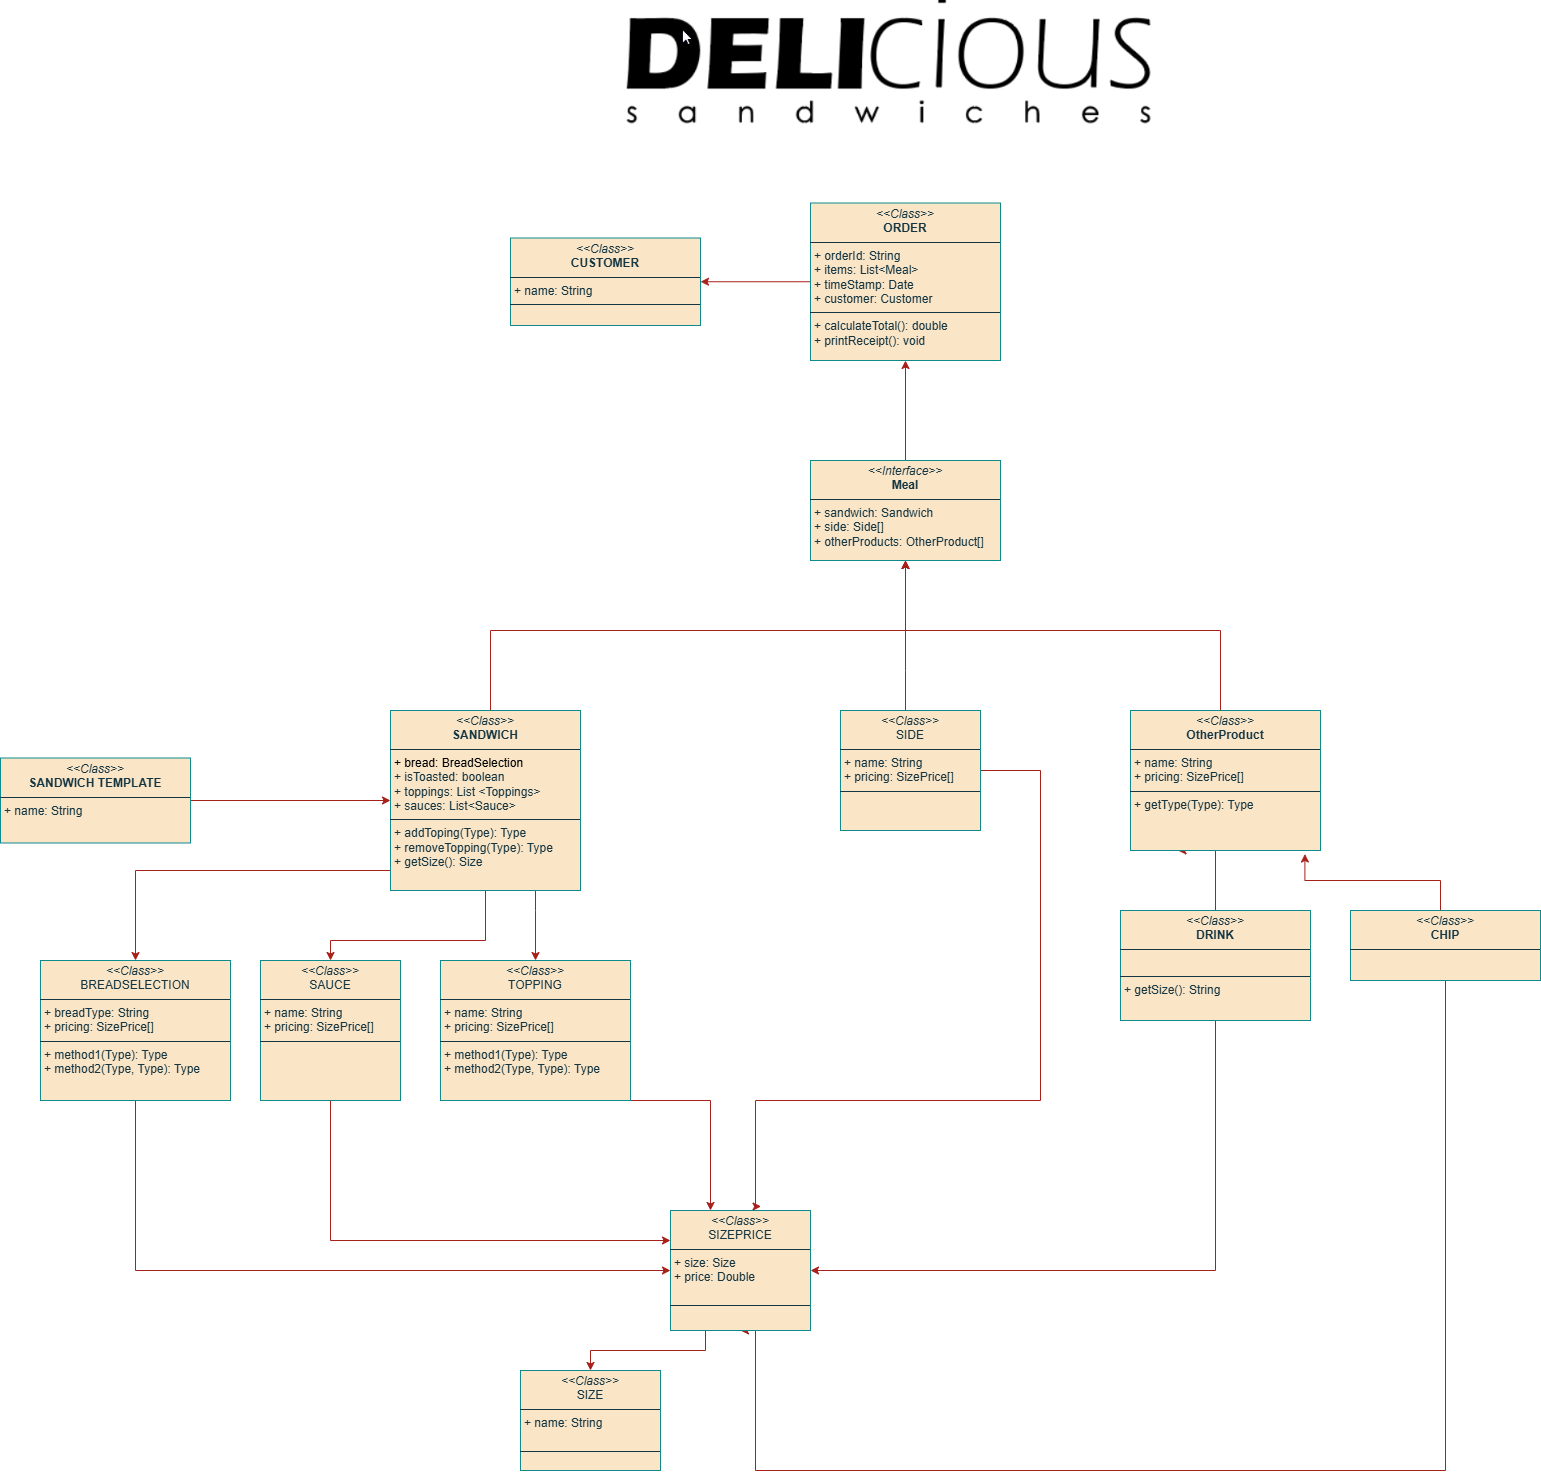 DELICIOUS
sandwiches
<<Class>>
ORDER
+ orderId: String
+ items: List<Meal>
+ timeStamp: Date
+ customer: Customer
+ calculateTotal(): double
+ printReceipt(): void
<<Class>>
CUSTOMER
+ name: String
<<Interface>>
Meal
+ sandwich: Sandwich
+ side: Side[]
+ otherProducts: OtherProduct[]
<<Class>>
SANDWICH TEMPLATE
+ name: String
<<Class>>
SANDWICH
+ bread: BreadSelection
+ isToasted: boolean
+ toppings: List <Toppings>
+ sauces: List<Sauce>
+ addToping(Type): Type
+ removeTopping(Type): Type
+ getSize(): Size
<<Class>>
SIDE
+ name: String
+ pricing: SizePrice[]
<<Class>>
OtherProduct
+ name: String
+ pricing: SizePrice[]
+ getType(Type): Type
<<Class>>
DRINK
+ getSize(): String
<<Class>>
CHIP
<<Class>>
BREADSELECTION
+ breadType: String
+ pricing: SizePrice[]
+ method1(Type): Type
+ method2(Type, Type): Type
<<Class>>
SAUCE
+ name: String
+ pricing: SizePrice[]
<<Class>>
TOPPING
+ name: String
+ pricing: SizePrice[]
+ method1(Type): Type
+ method2(Type, Type): Type
<<Class>>
SIZEPRICE
+ size: Size
+ price: Double
<<Class>>
SIZE
+ name: String